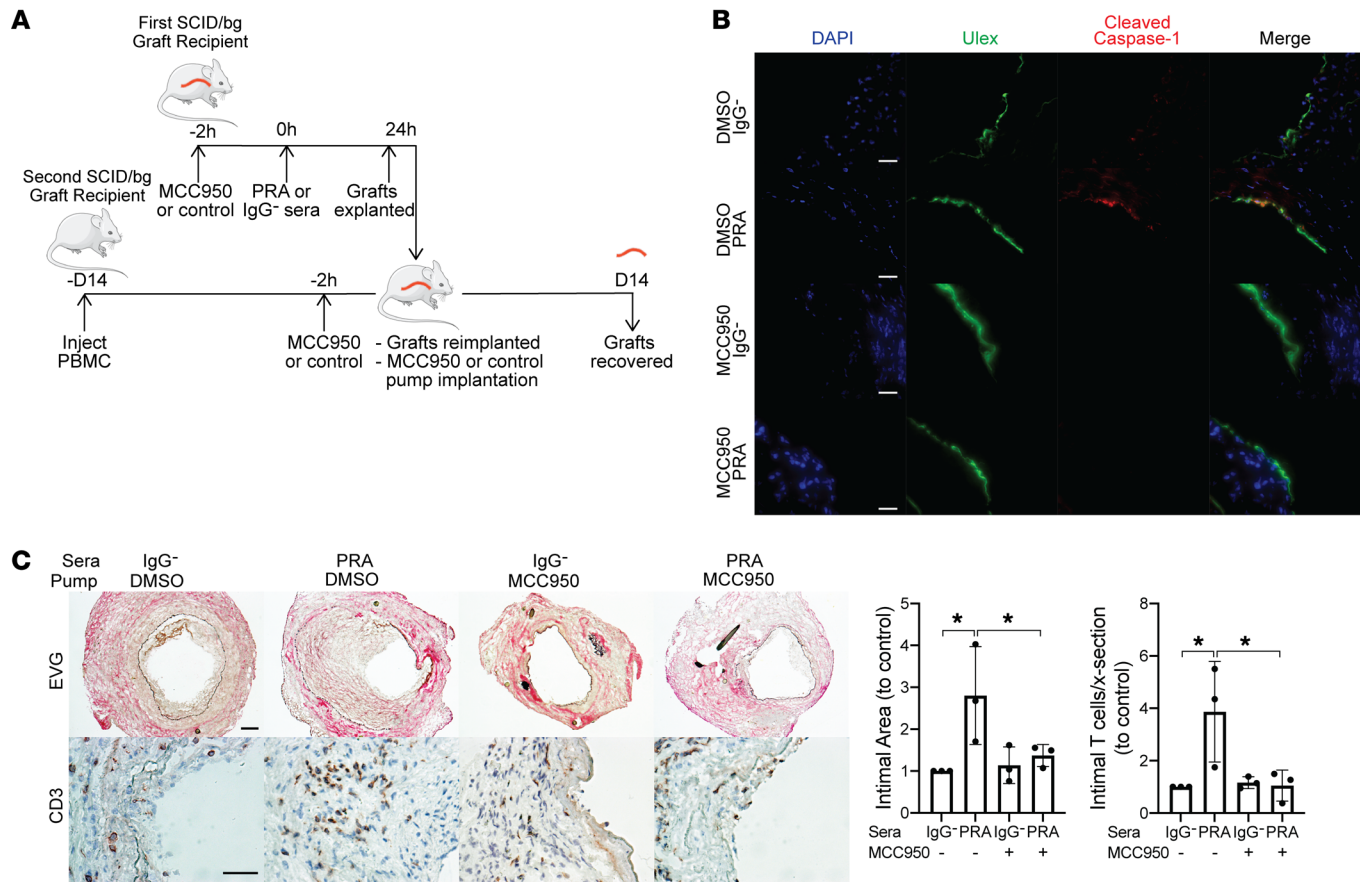 A
First SCID/bg
Graft Recipient
-2h
0h
24h
MCC950
or control
PRA or
IgG⁻ sera
Grafts
explanted
Second SCID/bg
Graft Recipient
-D14
-2h
D14
Inject
PBMC
MCC950
or control
- Grafts reimplanted
- MCC950 or control
pump implantation
Grafts
recovered
B
DAPI
Ulex
Cleaved
Caspase-1
Merge
DMSO
IgG⁻
DMSO
PRA
MCC950
IgG⁻
MCC950
PRA
C
Sera
Pump
IgG⁻
DMSO
PRA
DMSO
IgG⁻
MCC950
PRA
MCC950
EVG
CD3
Intimal Area (to control)
5
4
3
2
1
0
* *
Sera IgG⁻ PRA IgG⁻ PRA
MCC950 - - + +
Intimal T cells/x-section
(to control)
8
6
4
2
0
* *
Sera IgG⁻ PRA IgG⁻ PRA
MCC950 - - + +